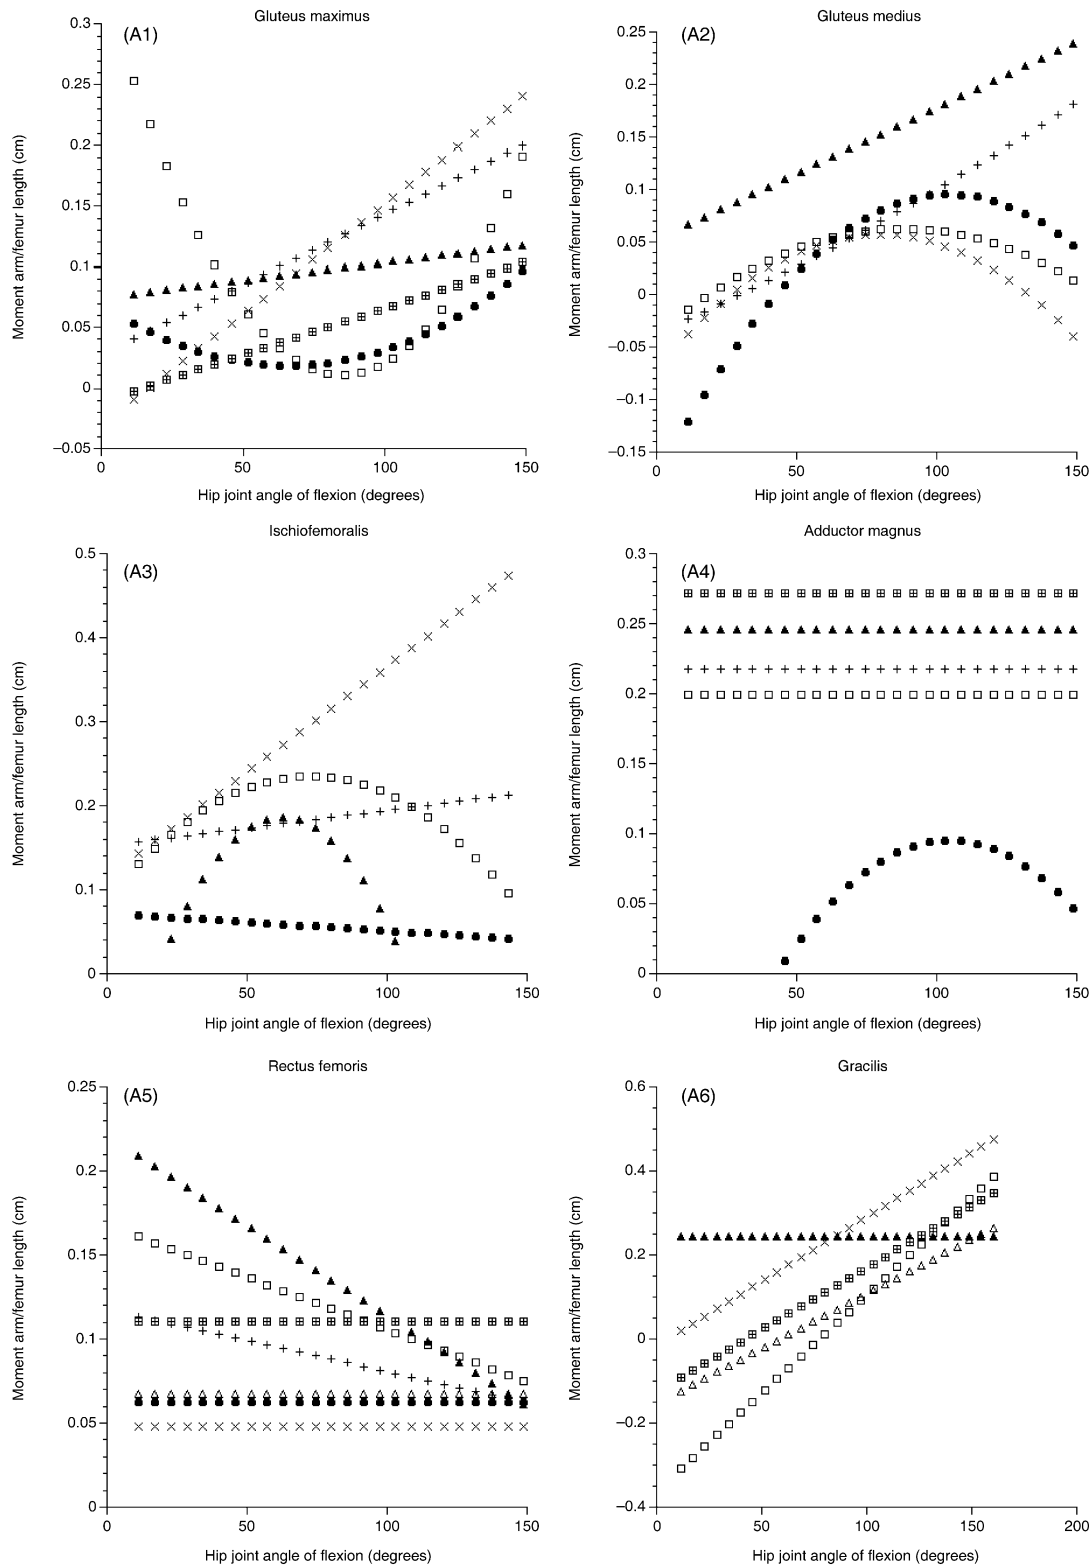 Gluteus maximus
(A1)
0.3
0.25
0.2
0.15
0.1
0.05
0
–0.05
0
50
100
150
Moment arm/femur length (cm)
Hip joint angle of flexion (degrees)
Gluteus medius
(A2)
0.25
0.2
0.15
0.1
0.05
0
–0.05
–0.1
–0.15
0
50
100
150
Moment arm/femur length (cm)
Hip joint angle of flexion (degrees)
Ischiofemoralis
(A3)
0.5
0.4
0.3
0.2
0.1
0
0
50
100
150
Moment arm/femur length (cm)
Hip joint angle of flexion (degrees)
Adductor magnus
(A4)
0.3
0.25
0.2
0.15
0.1
0.05
0
0
50
100
150
Moment arm/femur length (cm)
Hip joint angle of flexion (degrees)
Rectus femoris
(A5)
0.25
0.2
0.15
0.1
0.05
0
0
50
100
150
Moment arm/femur length (cm)
Hip joint angle of flexion (degrees)
Gracilis
(A6)
0.6
0.4
0.2
0
–0.2
–0.4
0
50
100
150
200
Moment arm/femur length (cm)
Hip joint angle of flexion (degrees)